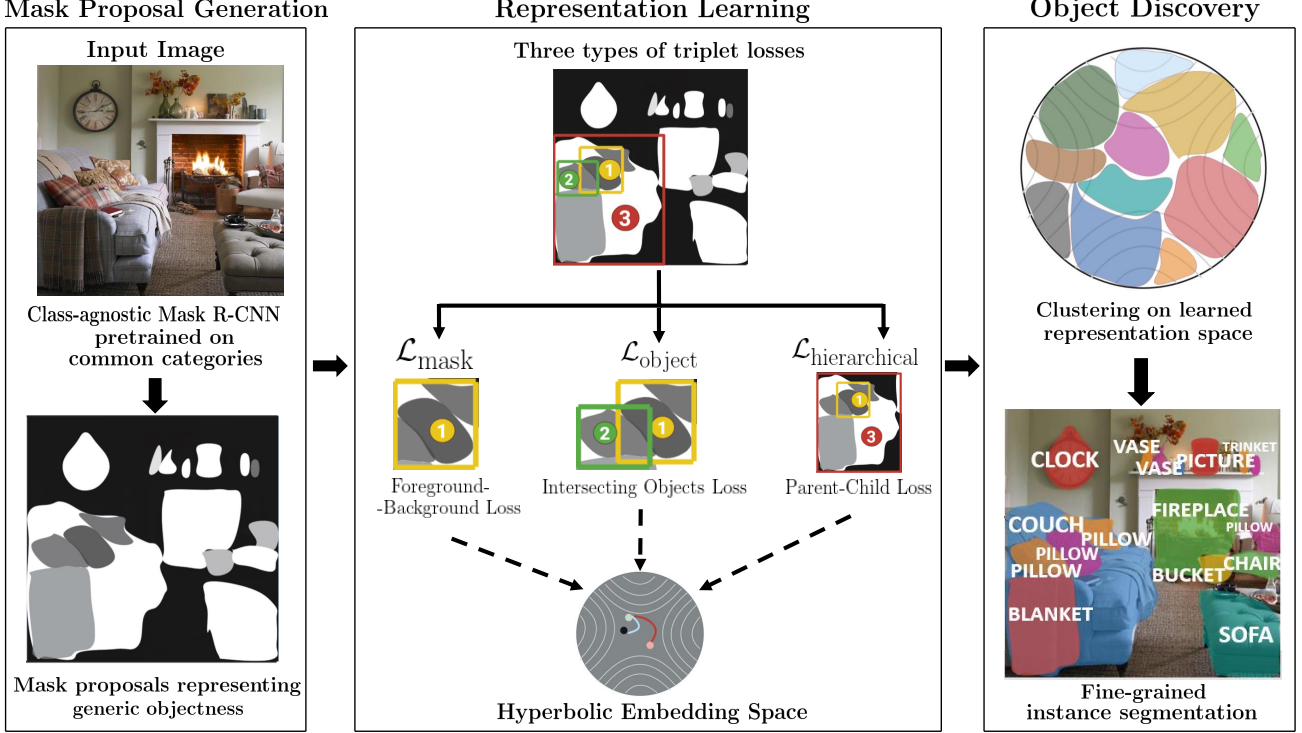 Mask Proposal Generation
Input Image
Class-agnostic Mask R-CNN
pretrained on
common categories
Mask proposals representing
generic objectness
Representation Learning
Three types of triplet losses
1
2
3
ℒmask
ℒobject
ℒhierarchical
1
2
1
1
3
Foreground-
-Background Loss
Intersecting Objects Loss
Parent-Child Loss
Hyperbolic Embedding Space
Object Discovery
Clustering on learned
representation space
CLOCK
VASE
TRINKET
VASE
PICTURE
FIREPLACE
COUCH
PILLOW
PILLOW
PILLOW
PILLOW
CHAIR
BUCKET
BLANKET
SOFA
Fine-grained
instance segmentation